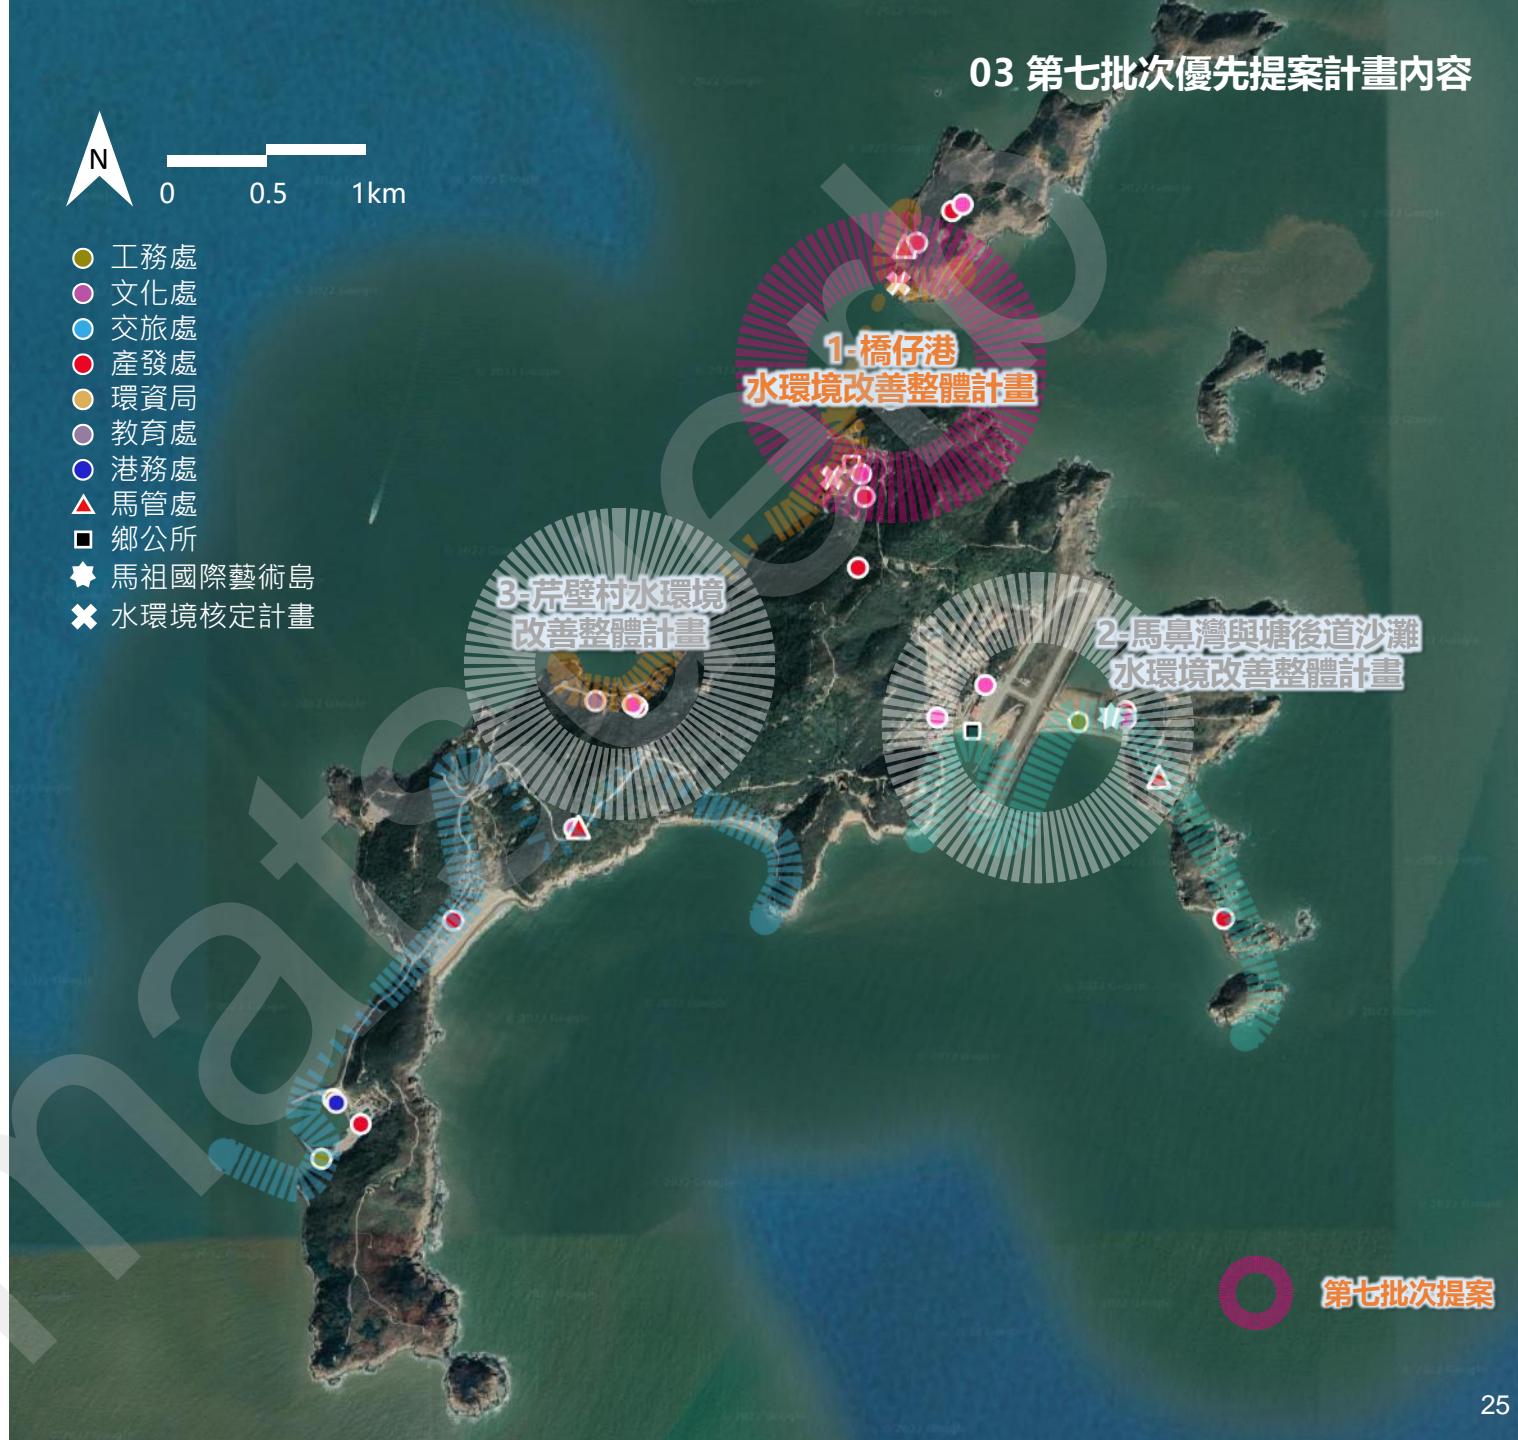 03 第七批次優先提案計畫內容
N
0 0.5 1km
工務處
文化處
交旅處
產發處
環資局
教育處
港務處
馬管處
鄉公所
馬祖國際藝術島
水環境核定計畫
1-橋仔港
水環境改善整體計畫
3-芹壁村水環境
改善整體計畫
2-馬鼻灣與塘後道沙灘
水環境改善整體計畫
第七批次提案
25